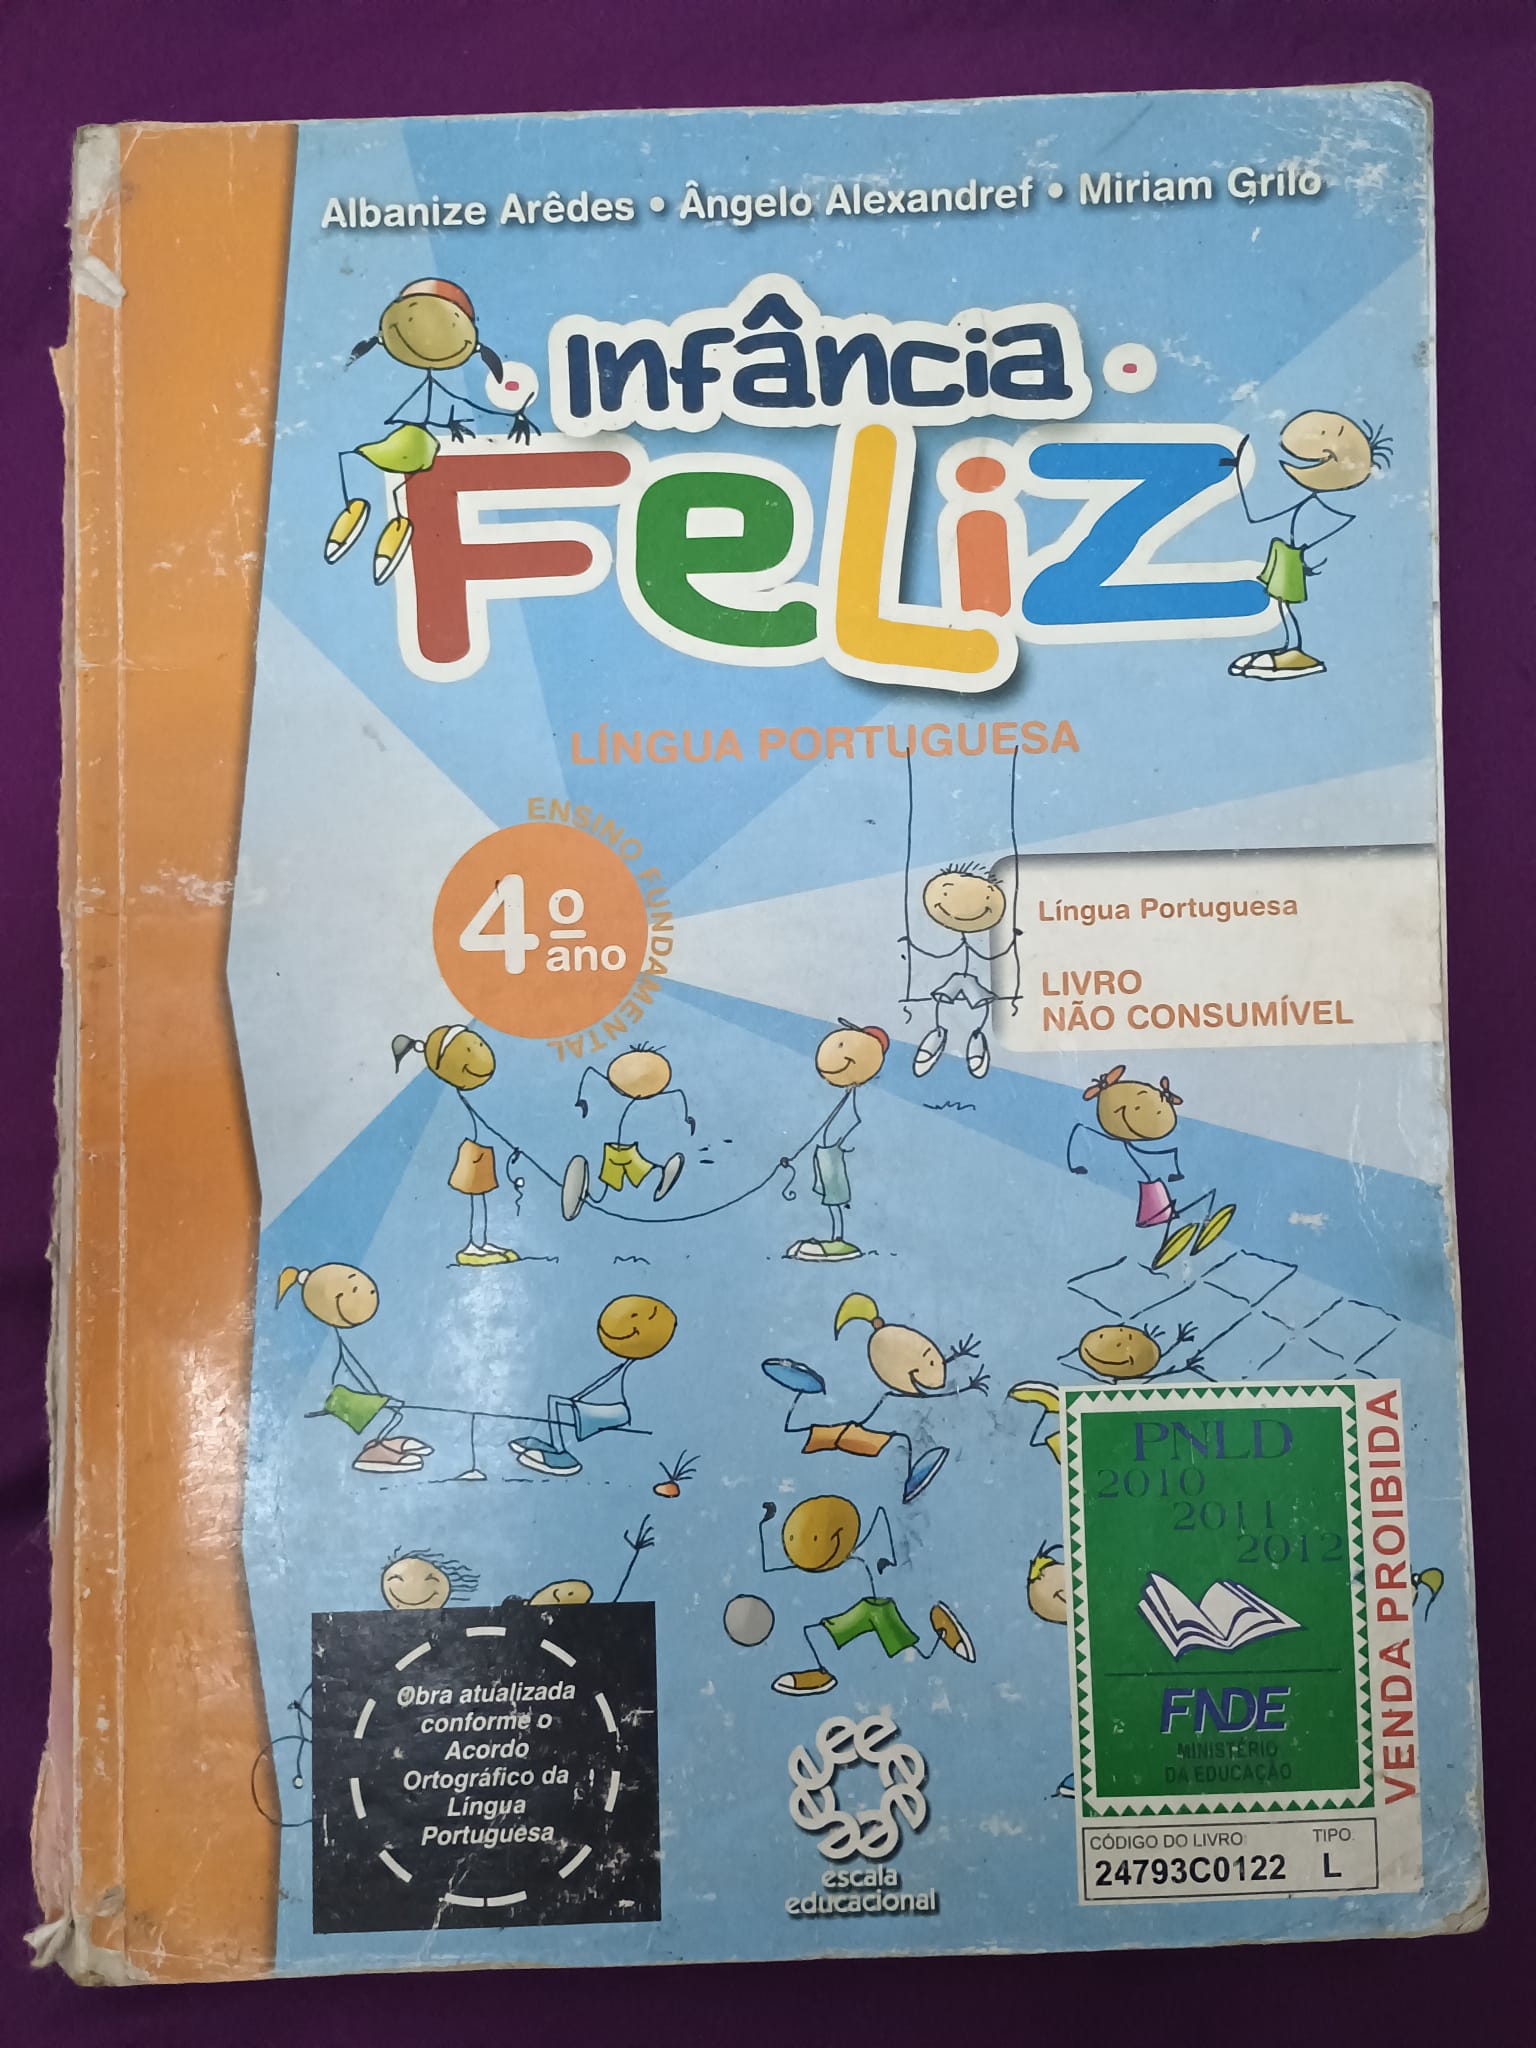 Albanize Arêdes • Ângelo Alexandref • Miriam Grilo
Infância
Feliz
LÍNGUA PORTUGUESA
ENSINO FUNDAMENTAL
4º
ano
Língua Portuguesa
LIVRO
NÃO CONSUMÍVEL
PNLD
2010
2011
2012
FNDE
MINISTÉRIO
DA EDUCAÇÃO
VENDA PROIBIDA
CÓDIGO DO LIVRO: TIPO.
24793C0122 L
Obra atualizada
conforme o
Acordo
Ortográfico da
Língua
Portuguesa
escala
educacional